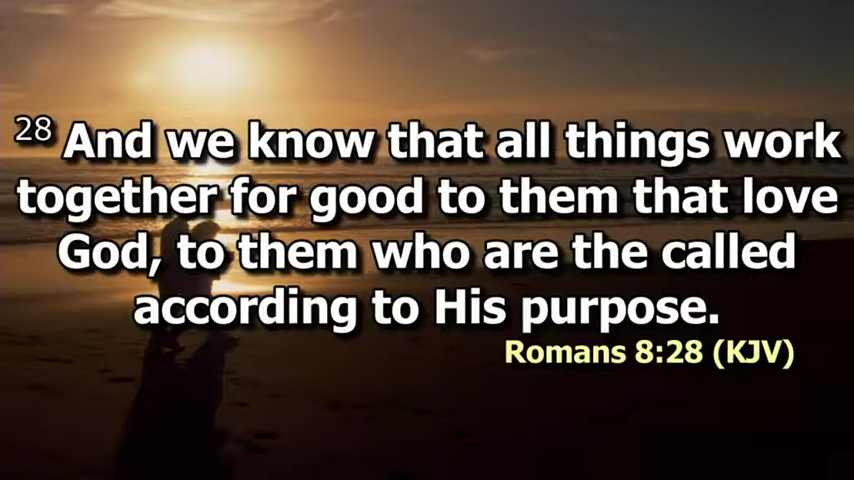 28 And we know that all things work
together for good to them that love
God, to them who are the called
according to His purpose.
Romans 8:28 (KJV)